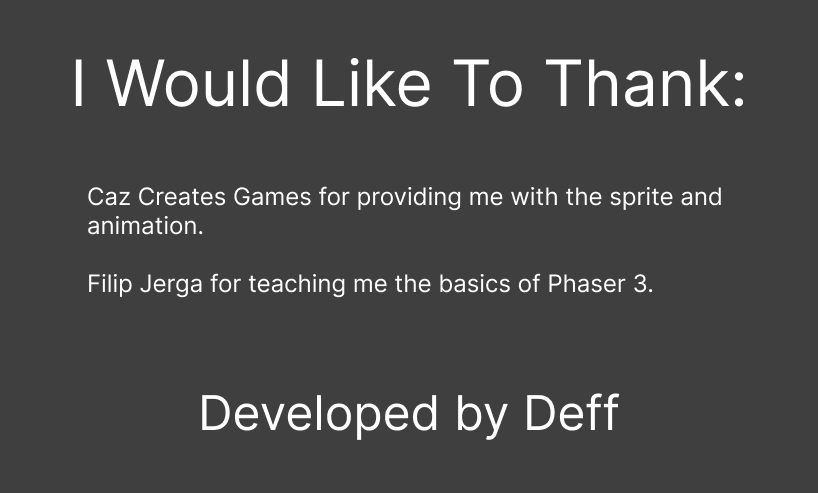 I Would Like To Thank:
Caz Creates Games for providing me with the sprite and
animation.
Filip Jerga for teaching me the basics of Phaser 3.
Developed by Deff